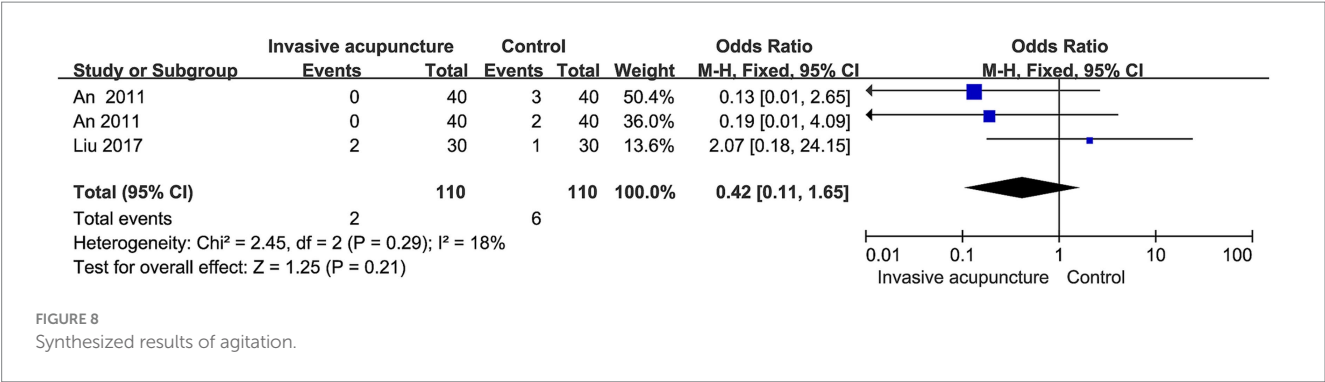 Invasive acupuncture Control Odds Ratio Odds Ratio
Study or Subgroup Events Total Events Total Weight M-H, Fixed, 95% CI M-H, Fixed, 95% CI
An 2011 0 40 3 40 50.4% 0.13 [0.01, 2.65]
An 2011 0 40 2 40 36.0% 0.19 [0.01, 4.09]
Liu 2017 2 30 1 30 13.6% 2.07 [0.18, 24.15]
Total (95% CI) 110 110 100.0% 0.42 [0.11, 1.65]
Total events 2 6
Heterogeneity: Chi² = 2.45, df = 2 (P = 0.29); I² = 18%
Test for overall effect: Z = 1.25 (P = 0.21)
0.01 0.1 1 10 100
Invasive acupuncture Control
FIGURE 8
Synthesized results of agitation.